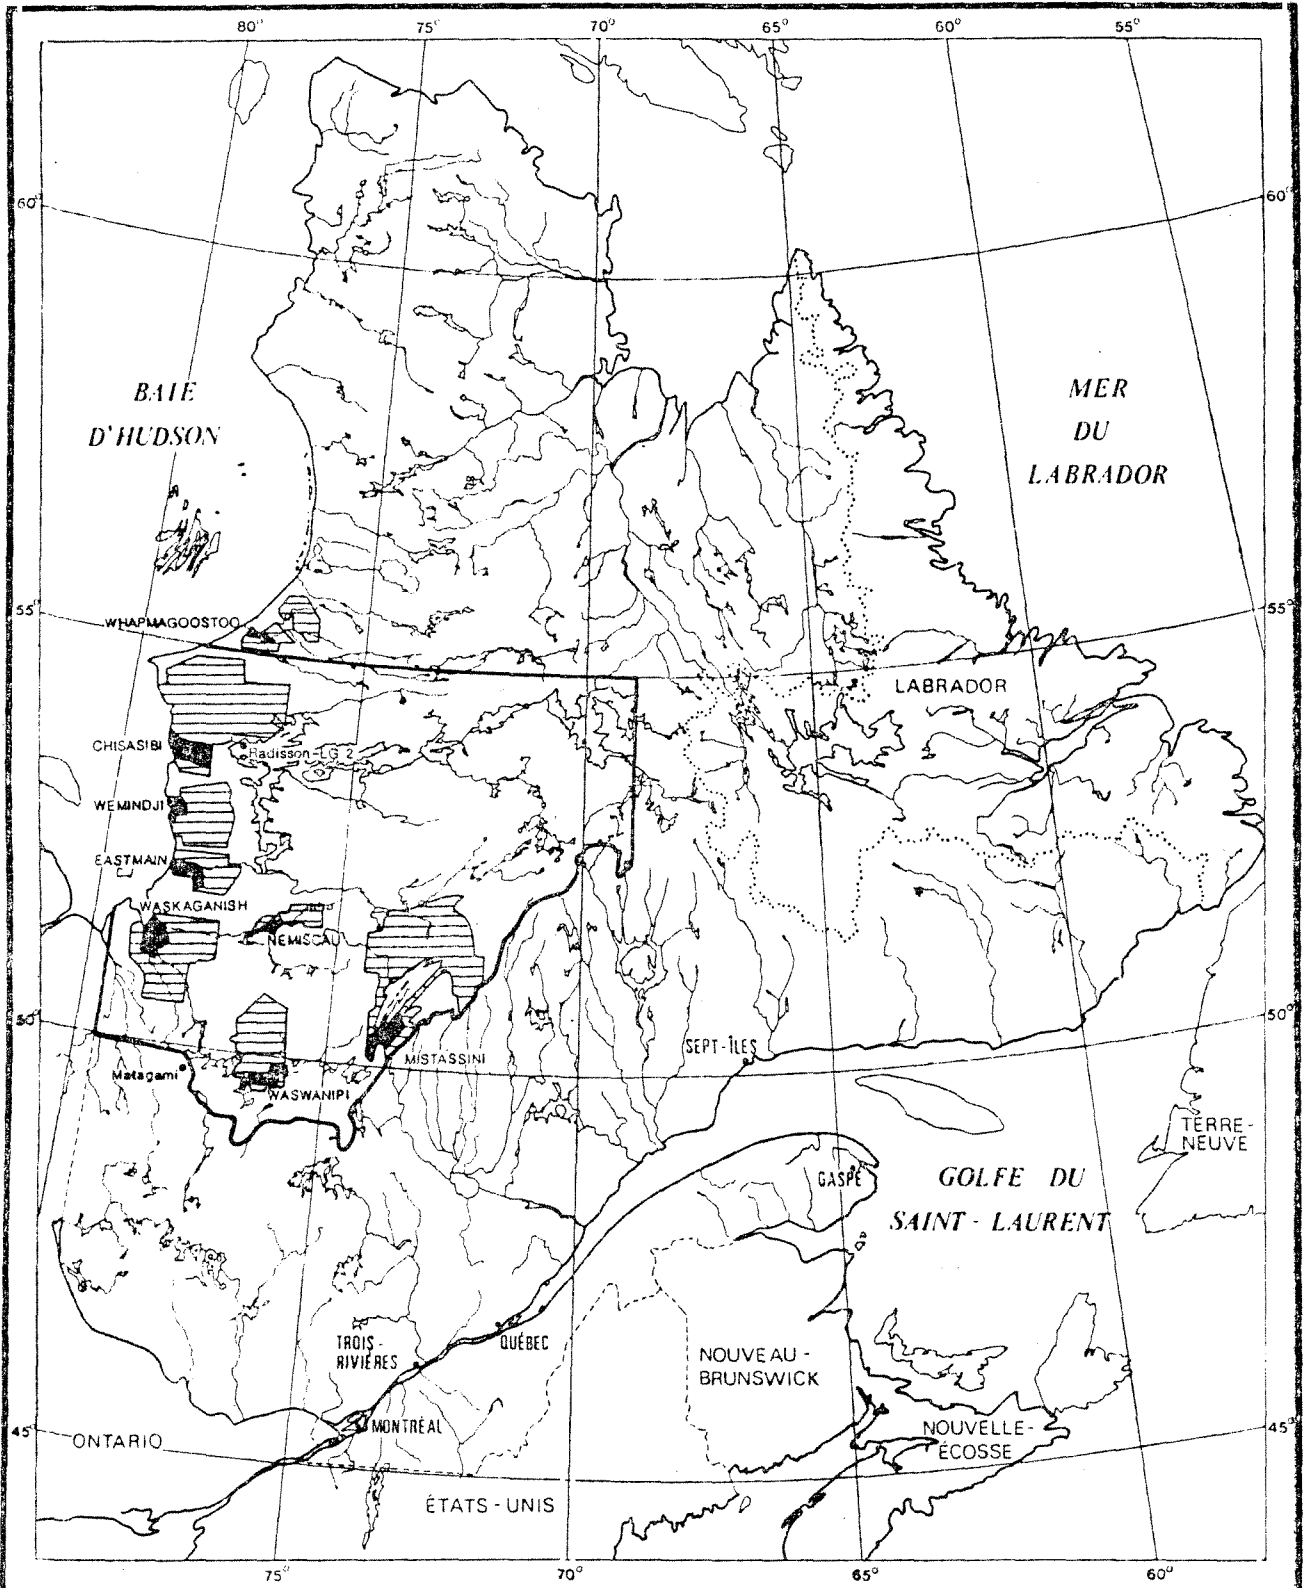 80° 75° 70° 65° 60° 55°
60° 60°
BAIE
D'HUDSON
MER
DU
LABRADOR
55° 55°
WHAPMAGOOSTOO
LABRADOR
CHISASIBI
Radisson-LG 2
WEMINDJI
EASTMAIN
WASKAGANISH
NEMISCAU
50° 50°
SEPT-ÎLES
MISTASSINI
Matagami
WASWANIPI
TERRE-
NEUVE
GASPÉ
GOLFE DU
SAINT-LAURENT
TROIS-
RIVIÈRES
QUÉBEC
NOUVEAU-
BRUNSWICK
MONTRÉAL
45° 45°
ONTARIO
NOUVELLE-
ÉCOSSE
ÉTATS-UNIS
75° 70° 65° 60°